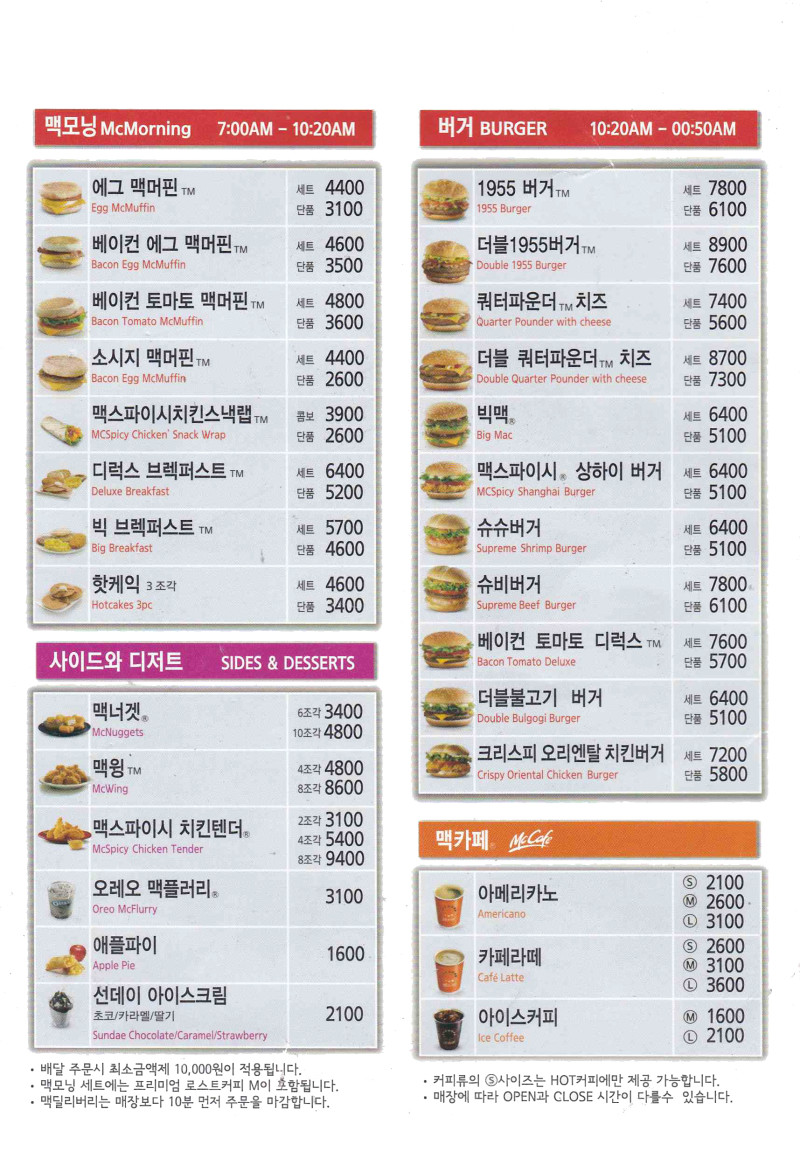 맥모닝 McMorning 7:00AM – 10:20AM
에그 맥머핀™ 세트 4400
Egg McMuffin 단품 3100
베이컨 에그 맥머핀™ 세트 4600
Bacon Egg McMuffin 단품 3500
베이컨 토마토 맥머핀™ 세트 4800
Bacon Tomato McMuffin 단품 3600
소시지 맥머핀™ 세트 4400
Bacon Egg McMuffin 단품 2600
맥스파이시치킨스낵랩™ 콤보 3900
MCSpicy Chicken' Snack Wrap 단품 2600
디럭스 브렉퍼스트™ 세트 6400
Deluxe Breakfast 단품 5200
빅 브렉퍼스트™ 세트 5700
Big Breakfast 단품 4600
핫케익 3 조각 세트 4600
Hotcakes 3pc 단품 3400
사이드와 디저트 SIDES & DESSERTS
맥너겟® 6조각 3400
McNuggets 10조각 4800
맥윙™ 4조각 4800
McWing 8조각 8600
맥스파이시 치킨텐더® 2조각 3100
McSpicy Chicken Tender 4조각 5400
8조각 9400
오레오 맥플러리® 3100
Oreo McFlurry
애플파이 1600
Apple Pie
선데이 아이스크림 2100
초코/카라멜/딸기
Sundae Chocolate/Caramel/Strawberry
· 배달 주문시 최소금액제 10,000원이 적용됩니다.
· 맥모닝 세트에는 프리미엄 로스트커피 M이 포함됩니다.
· 맥딜리버리는 매장보다 10분 먼저 주문을 마감합니다.
버거 BURGER 10:20AM – 00:50AM
1955 버거™ 세트 7800
1955 Burger 단품 6100
더블1955버거™ 세트 8900
Double 1955 Burger 단품 7600
쿼터파운더™치즈 세트 7400
Quarter Pounder with cheese 단품 5600
더블 쿼터파운더™ 치즈 세트 8700
Double Quarter Pounder with cheese 단품 7300
빅맥® 세트 6400
Big Mac 단품 5100
맥스파이시® 상하이 버거 세트 6400
MCSpicy Shanghai Burger 단품 5100
슈슈버거 세트 6400
Supreme Shrimp Burger 단품 5100
슈비버거 세트 7800
Supreme Beef Burger 단품 6100
베이컨 토마토 디럭스™ 세트 7600
Bacon Tomato Deluxe 단품 5700
더블불고기 버거 세트 6400
Double Bulgogi Burger 단품 5100
크리스피 오리엔탈 치킨버거 세트 7200
Crispy Oriental Chicken Burger 단품 5800
맥카페® McCafe
아메리카노 Ⓢ 2100
Americano Ⓜ 2600
Ⓛ 3100
카페라떼 Ⓢ 2600
Café Latte Ⓜ 3100
Ⓛ 3600
아이스커피 Ⓜ 1600
Ice Coffee Ⓛ 2100
· 커피류의 Ⓢ사이즈는 HOT커피에만 제공 가능합니다.
· 매장에 따라 OPEN과 CLOSE 시간이 다를수 있습니다.